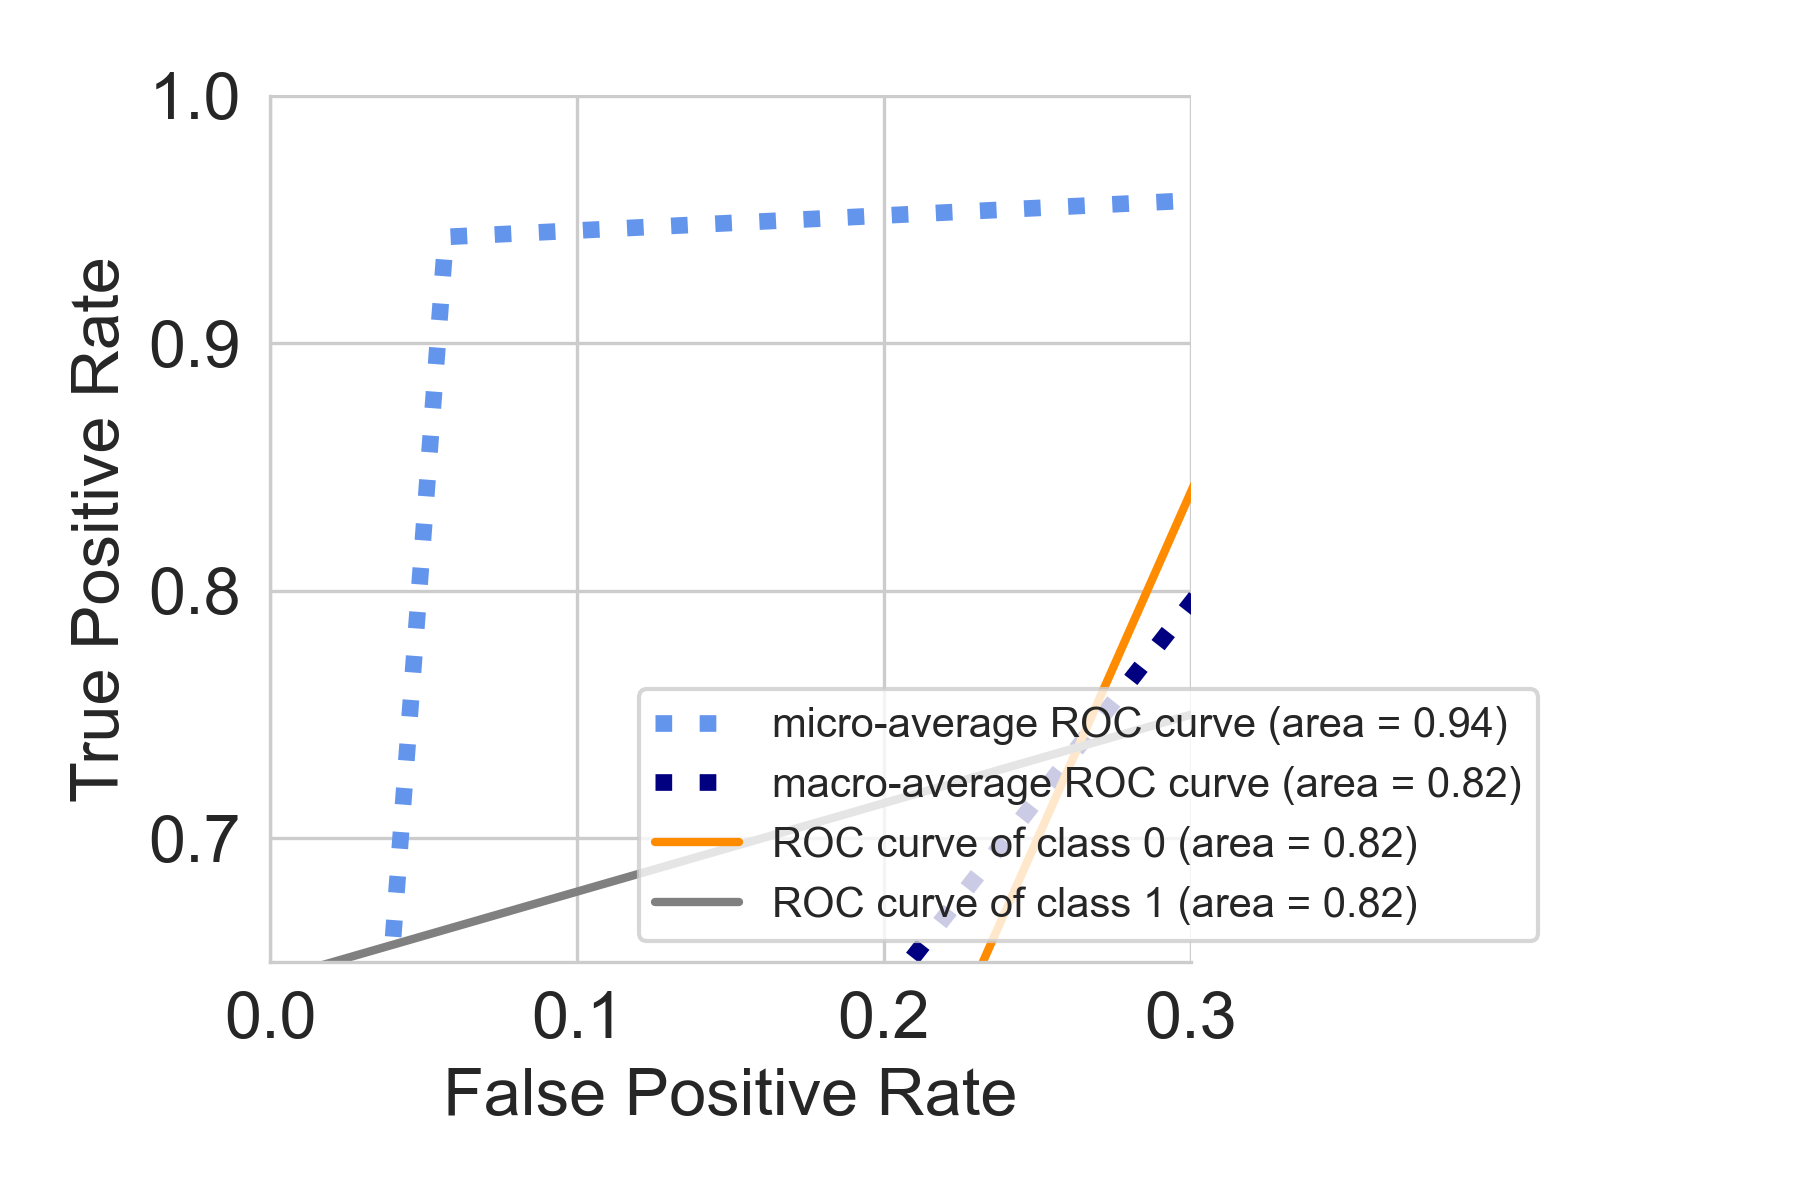 1.0
0.9
0.8
0.7
True Positive Rate
0.0 0.1 0.2 0.3
False Positive Rate
micro-average ROC curve (area = 0.94)
macro-average ROC curve (area = 0.82)
ROC curve of class 0 (area = 0.82)
ROC curve of class 1 (area = 0.82)